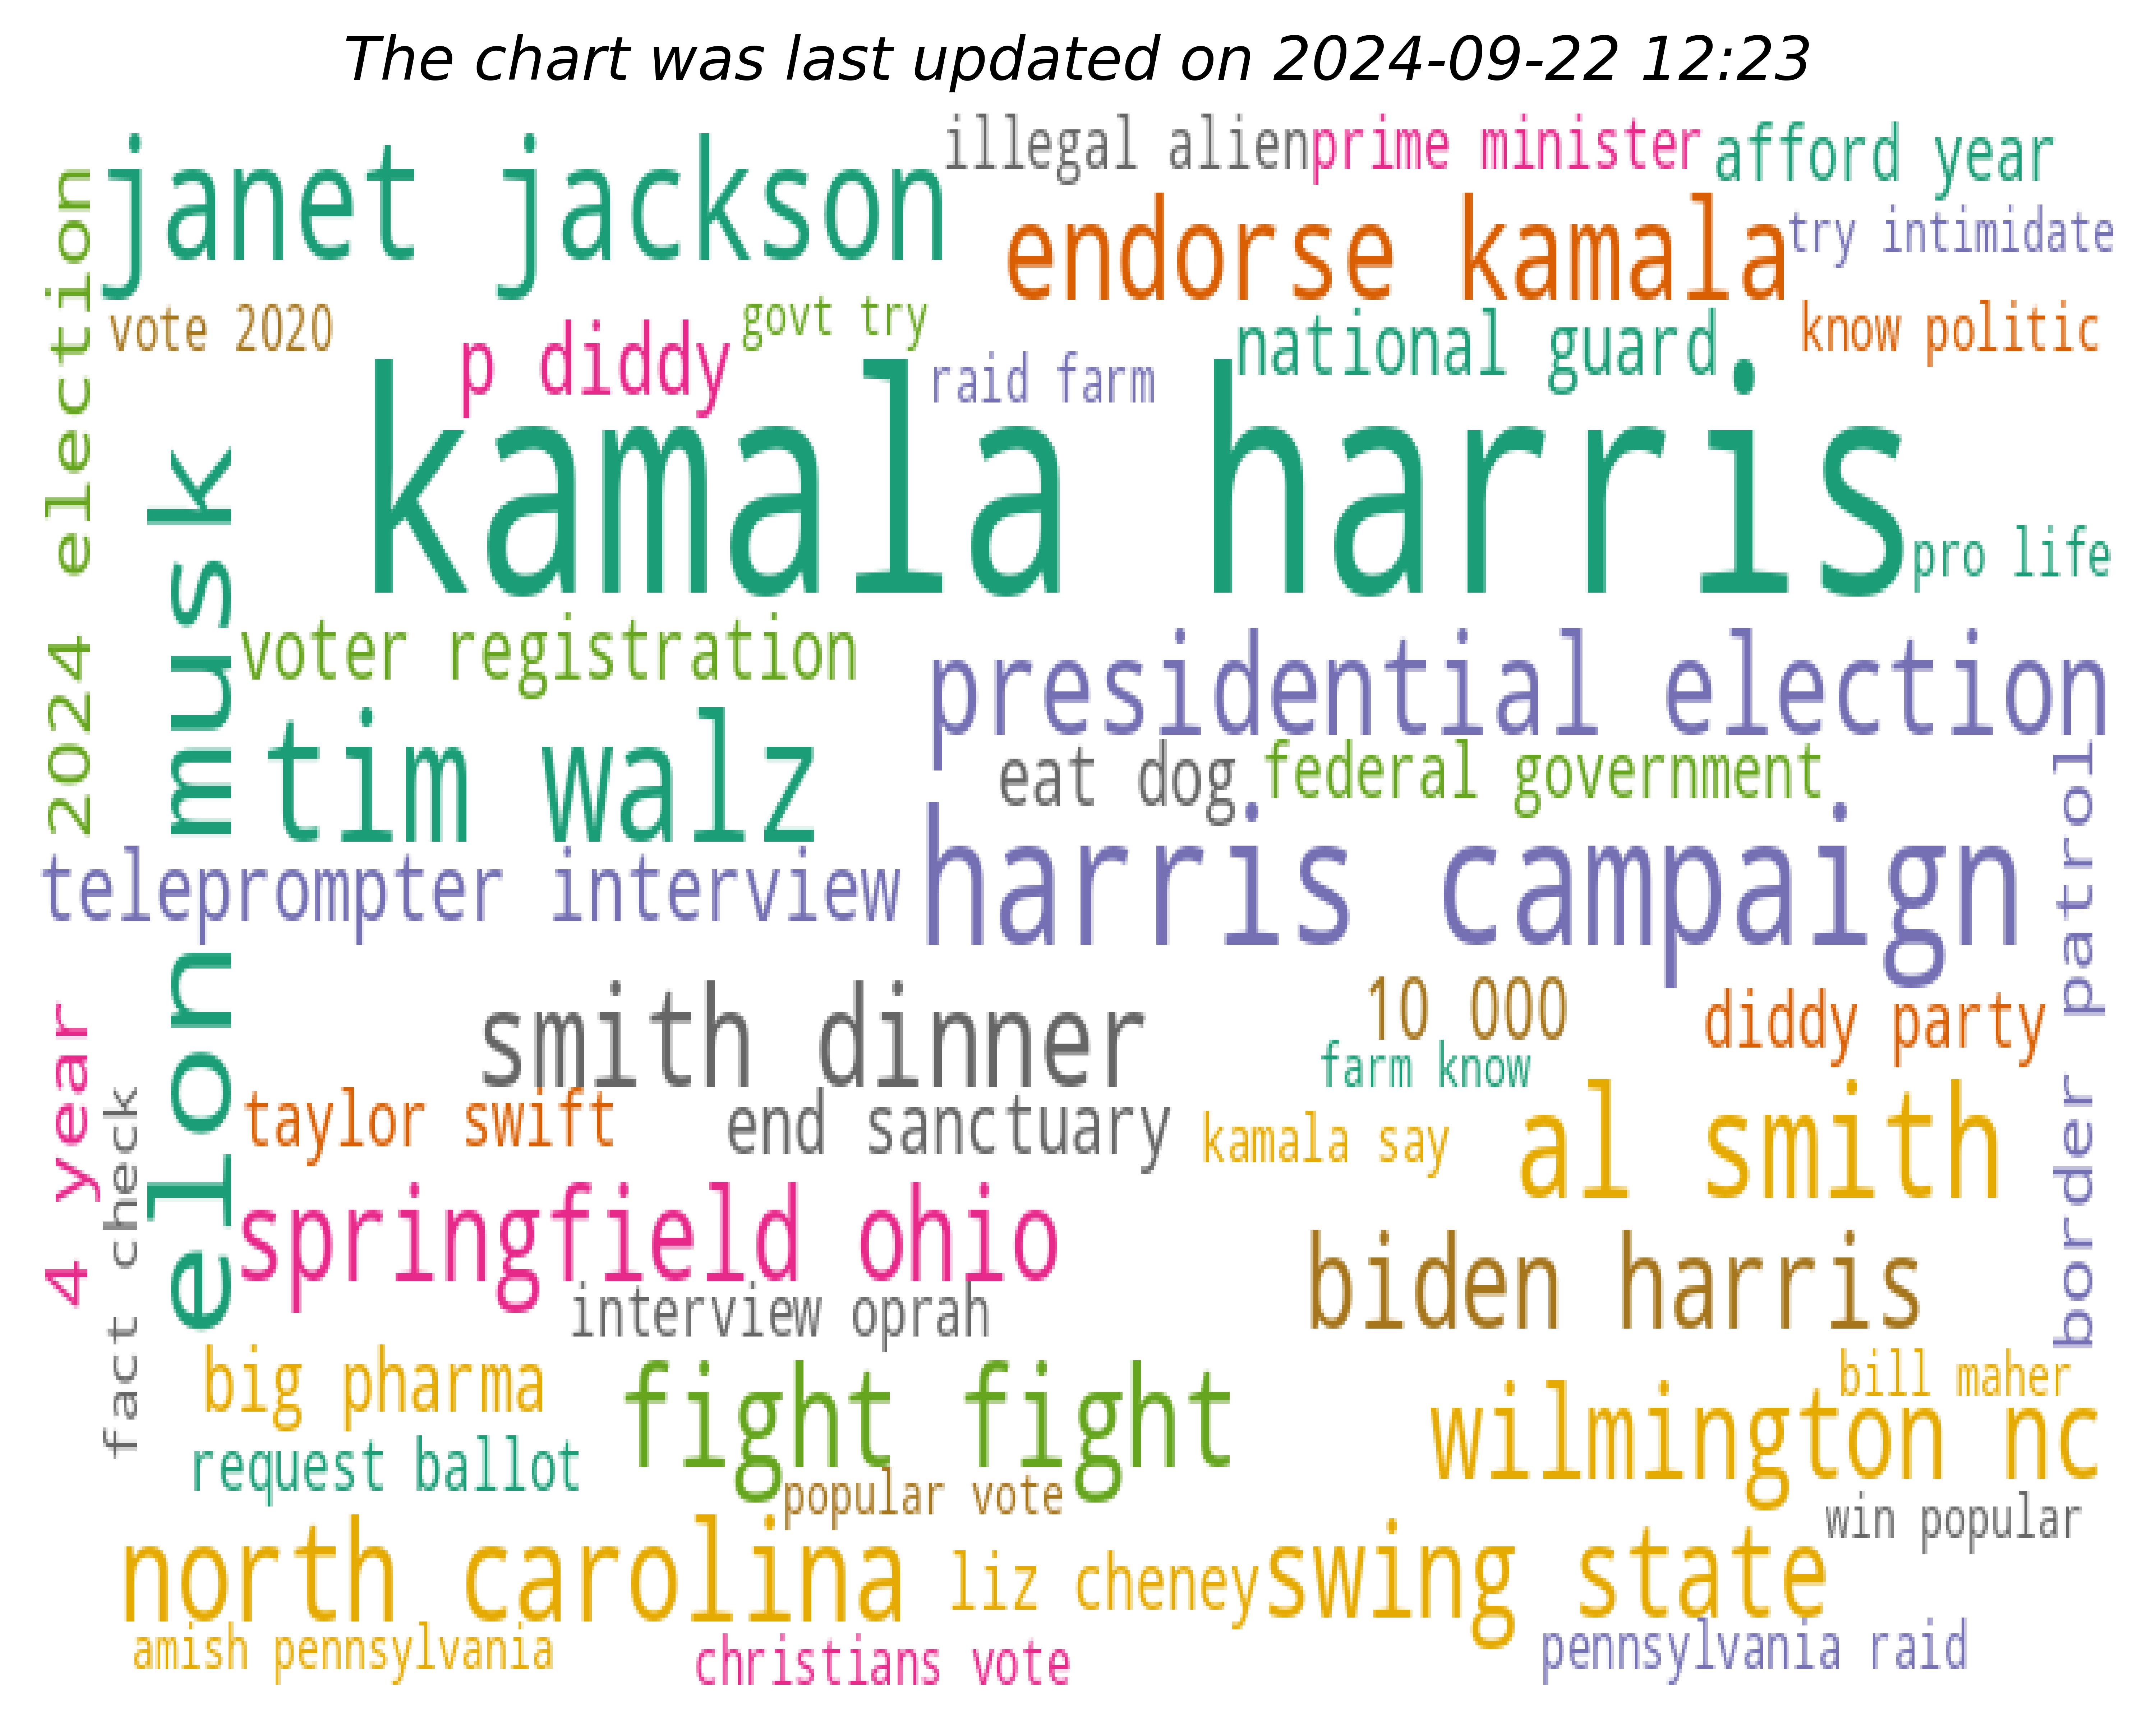 The chart was last updated on 2024-09-22 12:23
janet jackson
illegal alien
prime minister
afford year
endorse kamala
try intimidate
2024 election
vote 2020
p diddy
govt try
raid farm
national guard
know politic
kamala harris
pro life
elon musk
voter registration
presidential election
tim walz
eat dog
federal government
teleprompter interview
harris campaign
border patrol
smith dinner
10 000
diddy party
farm know
4 year
fact check
taylor swift
end sanctuary
kamala say
al smith
springfield ohio
biden harris
interview oprah
big pharma
fight fight
bill maher
wilmington nc
request ballot
popular vote
win popular
north carolina
liz cheney
swing state
amish pennsylvania
christians vote
pennsylvania raid